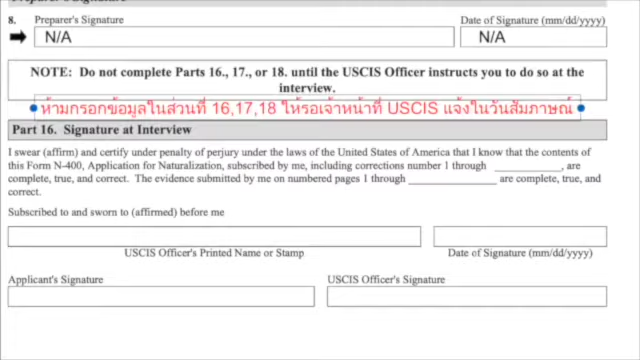 8. Preparer's Signature Date of Signature (mm/dd/yyyy)
N/A N/A
NOTE: Do not complete Parts 16., 17., or 18. until the USCIS Officer instructs you to do so at the
interview.
ห้ามกรอกข้อมูลในส่วนที่ 16,17,18 ให้รอเจ้าหน้าที่ USCIS แจ้งในวันสัมภาษณ์
Part 16. Signature at Interview
I swear (affirm) and certify under penalty of perjury under the laws of the United States of America that I know that the contents of
this Form N-400, Application for Naturalization, subscribed by me, including corrections number 1 through ____________, are
complete, true, and correct. The evidence submitted by me on numbered pages 1 through ________________ are complete, true, and
correct.
Subscribed to and sworn to (affirmed) before me
USCIS Officer's Printed Name or Stamp Date of Signature (mm/dd/yyyy)
Applicant's Signature USCIS Officer's Signature